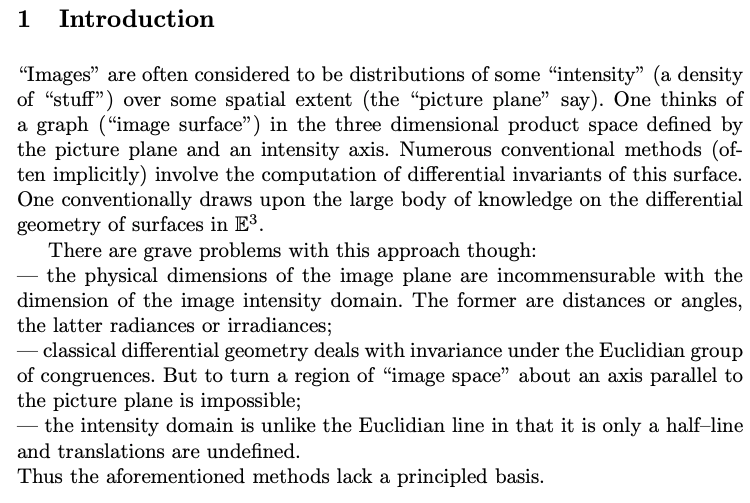 1 Introduction
“Images” are often considered to be distributions of some “intensity” (a density
of “stuff”) over some spatial extent (the “picture plane” say). One thinks of
a graph (“image surface”) in the three dimensional product space defined by
the picture plane and an intensity axis. Numerous conventional methods (of-
ten implicitly) involve the computation of differential invariants of this surface.
One conventionally draws upon the large body of knowledge on the differential
geometry of surfaces in 𝔼³.
There are grave problems with this approach though:
— the physical dimensions of the image plane are incommensurable with the
dimension of the image intensity domain. The former are distances or angles,
the latter radiances or irradiances;
— classical differential geometry deals with invariance under the Euclidian group
of congruences. But to turn a region of “image space” about an axis parallel to
the picture plane is impossible;
— the intensity domain is unlike the Euclidian line in that it is only a half–line
and translations are undefined.
Thus the aforementioned methods lack a principled basis.